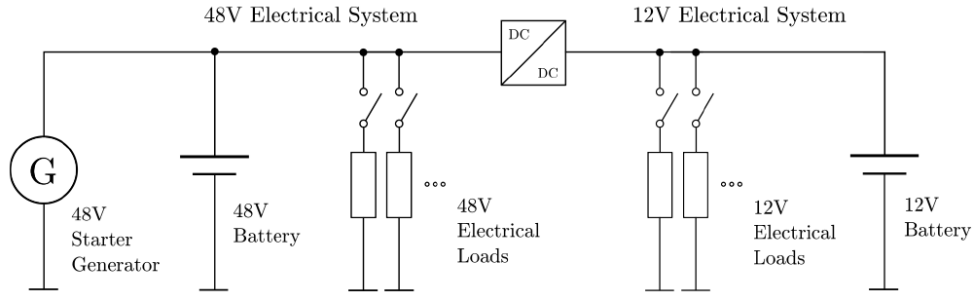 48V Electrical System
12V Electrical System
DC
DC
G
48V
Starter
Generator
48V
Battery
48V
Electrical
Loads
12V
Electrical
Loads
12V
Battery